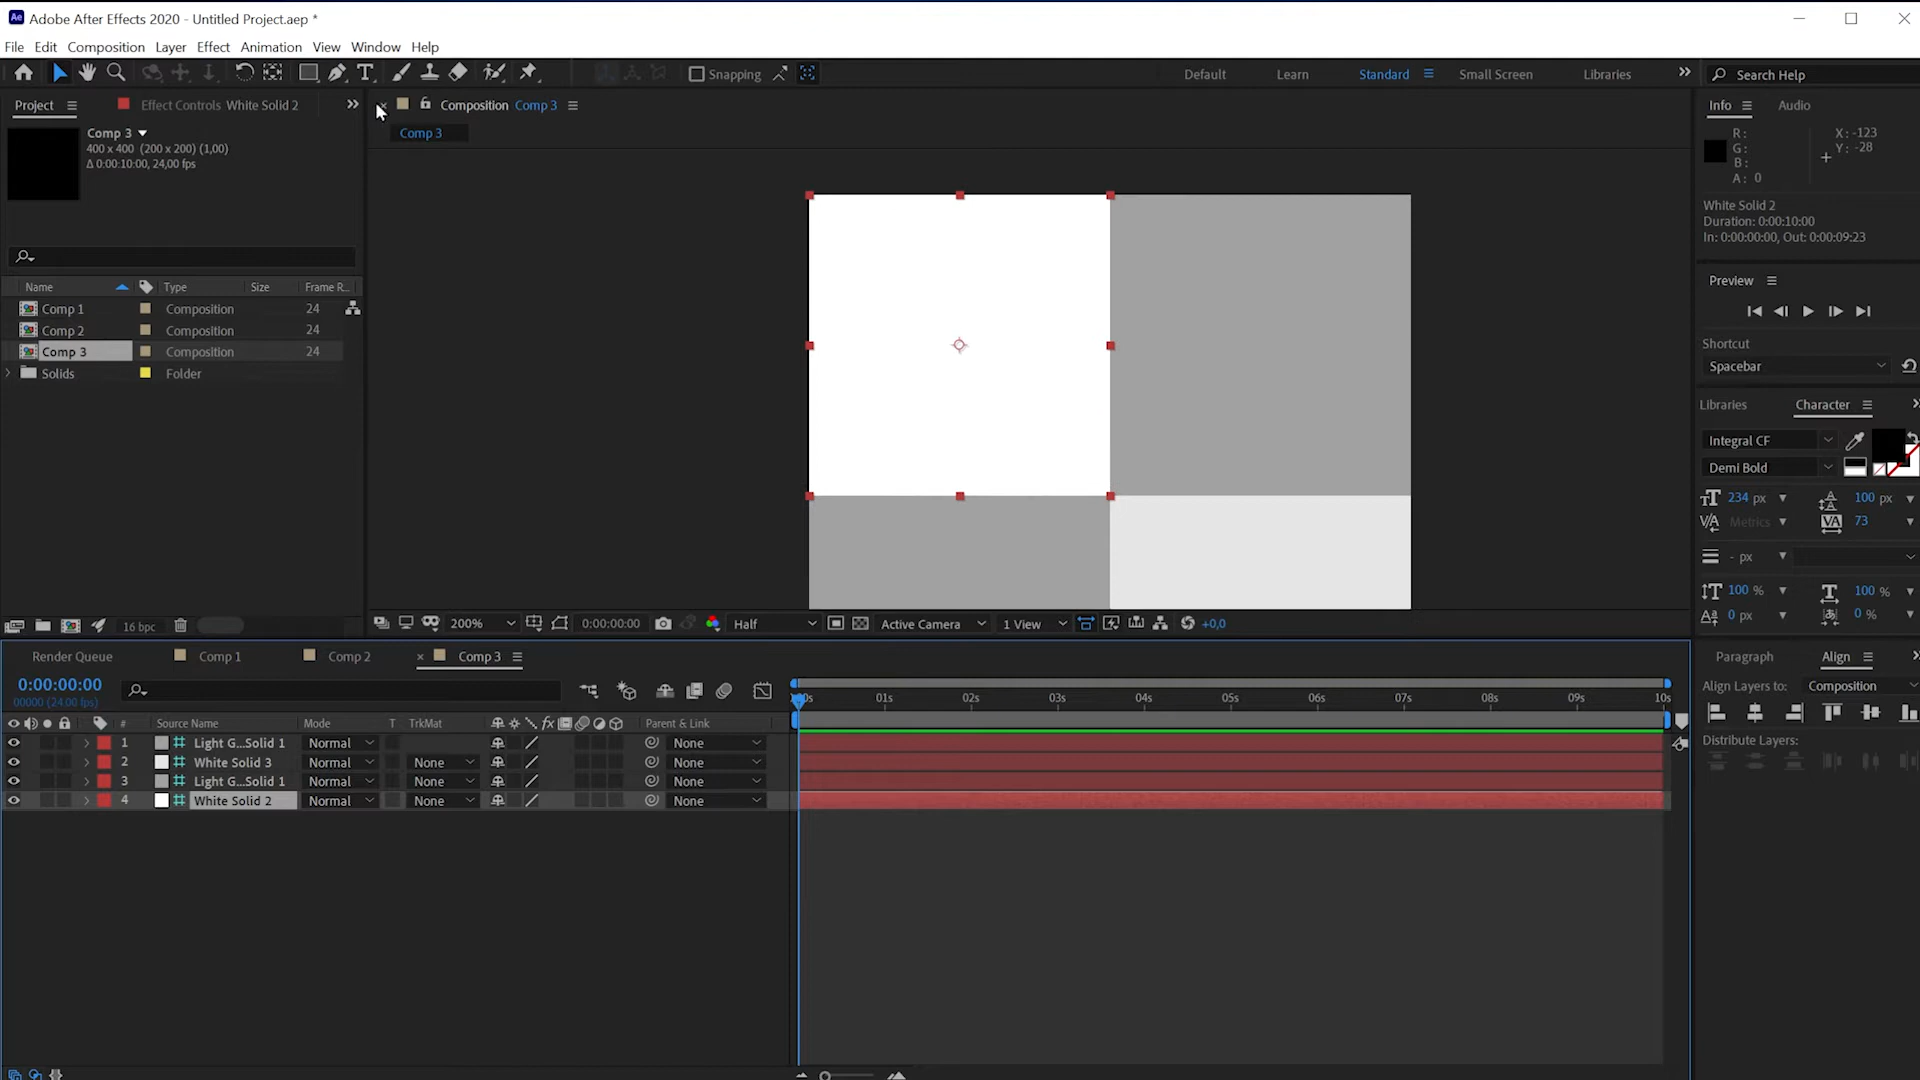 Adobe After Effects 2020 - Untitled Project.aep *
File Edit Composition Layer Effect Animation View Window Help
Snapping
Default Learn Standard Small Screen Libraries
Search Help
Project
Effect Controls White Solid 2
Composition Comp 3
Comp 3
Comp 3
400 x 400 (200 x 200) (1,00)
Δ 0:00:10:00, 24,00 fps
Name Type Size Frame R...
Comp 1 Composition 24
Comp 2 Composition 24
Comp 3 Composition 24
Solids Folder
16 bpc
200% 0:00:00:00 Half Active Camera 1 View +0,0
Info Audio
R: X: -123
G: Y: -28
B:
A: 0
White Solid 2
Duration: 0:00:10:00
In: 0:00:00:00, Out: 0:00:09:23
Preview
Shortcut
Spacebar
Libraries Character
Integral CF
Demi Bold
234 px 100 px
Metrics 73
- px
100 % 100 %
0 px 0 %
Paragraph Align
Align Layers to: Composition
Distribute Layers:
Render Queue Comp 1 Comp 2 Comp 3
0:00:00:00
00000 (24.00 fps)
00s 01s 02s 03s 04s 05s 06s 07s 08s 09s 10s
# Source Name Mode T TrkMat Parent & Link
1 Light G...Solid 1 Normal None
2 White Solid 3 Normal None None
3 Light G...Solid 1 Normal None None
4 White Solid 2 Normal None None